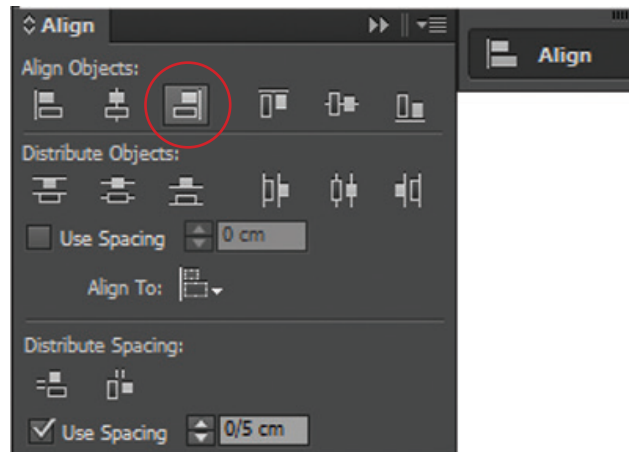 Align
Align
Align Objects:
Distribute Objects:
Use Spacing 0 cm
Align To:
Distribute Spacing:
Use Spacing 0/5 cm